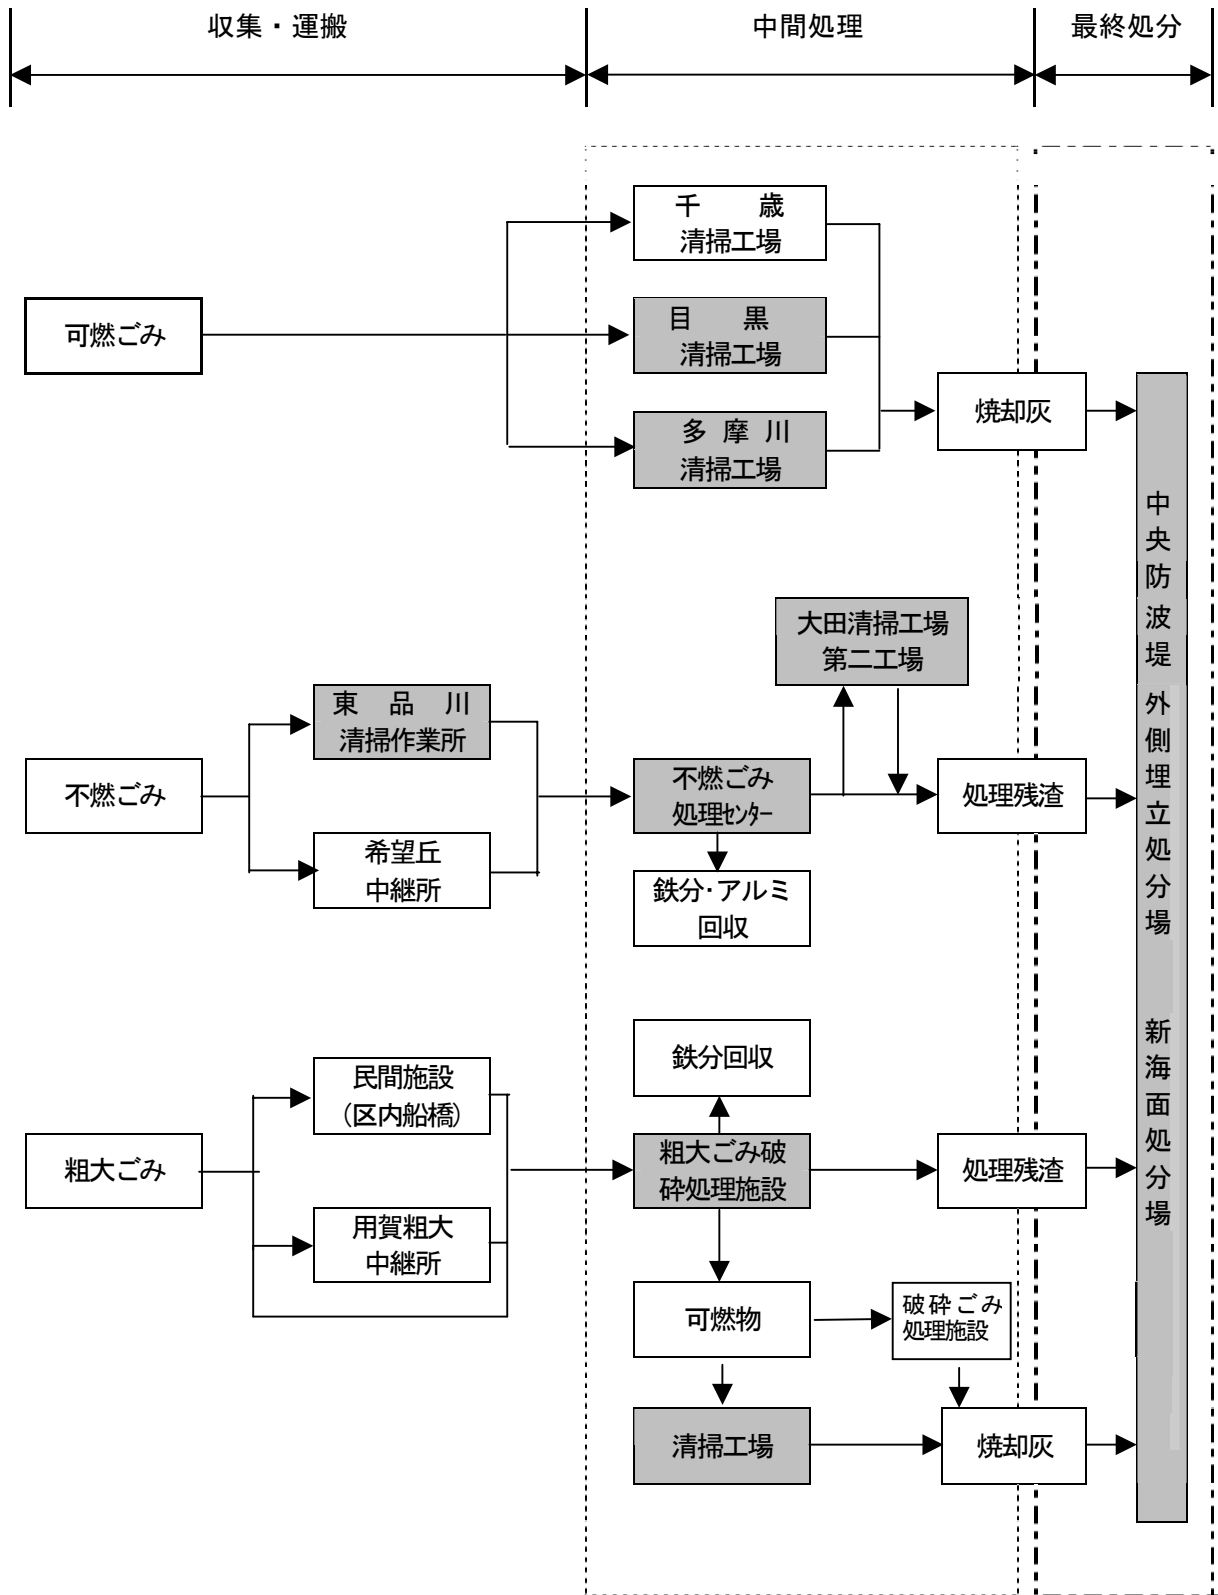 収集・運搬
中間処理
最終処分
千歳
清掃工場
可燃ごみ
目黒
清掃工場
多摩川
清掃工場
焼却灰
大田清掃工場
第二工場
東品川
清掃作業所
不燃ごみ
希望丘
中継所
不燃ごみ
処理センター
鉄分・アルミ
回収
処理残渣
鉄分回収
民間施設
（区内船橋）
粗大ごみ
用賀粗大
中継所
粗大ごみ破
砕処理施設
処理残渣
可燃物
破砕ごみ
処理施設
清掃工場
焼却灰
中央防波堤外側埋立処分場
新海面処分場